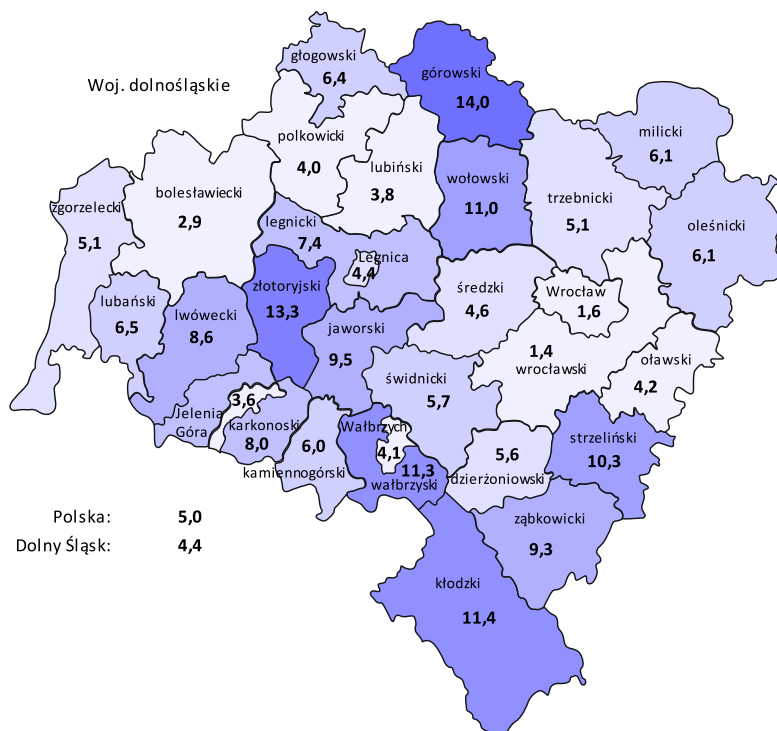 Woj. dolnośląskie
głogowski
6,4
górowski
14,0
polkowicki
4,0
lubiński
3,8
milicki
6,1
wołowski
11,0
trzebnicki
5,1
oleśnicki
6,1
bolesławiecki
2,9
zgorzelecki
5,1
legnicki
7,4
Legnica
4,4
złotoryjski
13,3
średzki
4,6
Wrocław
1,6
lubański
6,5
lwówecki
8,6
jaworski
9,5
1,4
wrocławski
oławski
4,2
świdnicki
5,7
3,6
Jelenia
Góra
karkonoski
8,0
6,0
kamiennogórski
Wałbrzych
4,1
11,3
wałbrzyski
5,6
dzierżoniowski
strzeliński
10,3
ząbkowicki
9,3
kłodzki
11,4
Polska: 5,0
Dolny Śląsk: 4,4